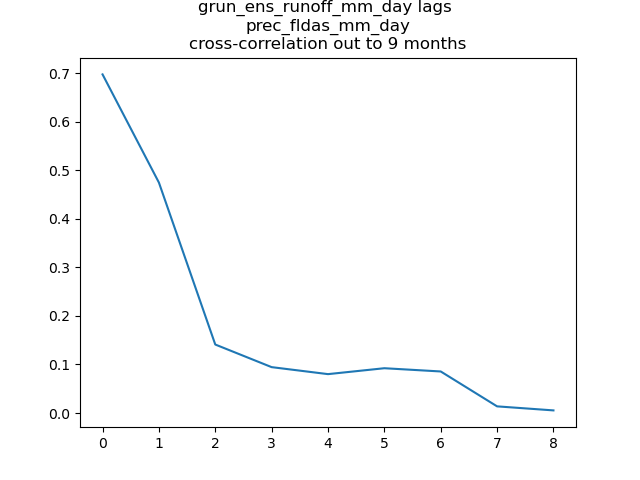 grun_ens_runoff_mm_day lags
prec_fldas_mm_day
cross-correlation out to 9 months
0.7
0.6
0.5
0.4
0.3
0.2
0.1
0.0
0 1 2 3 4 5 6 7 8